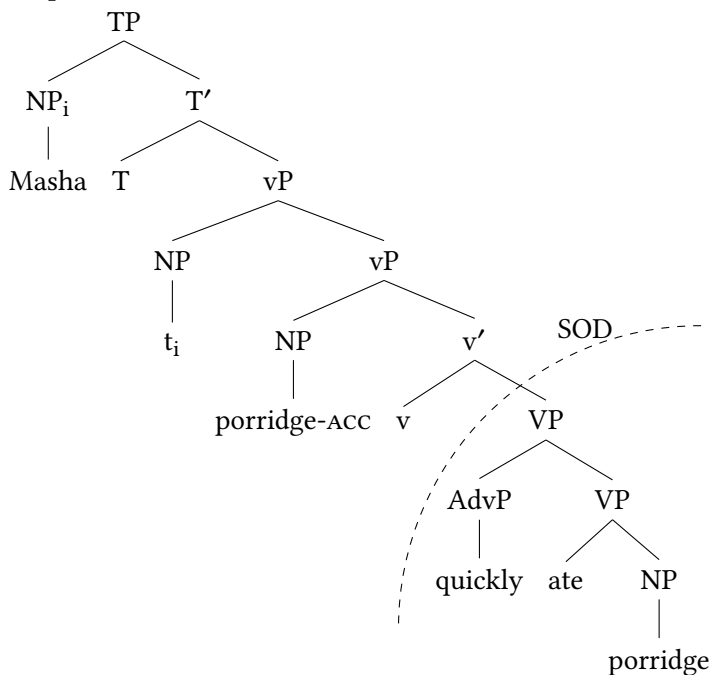 TP
NPi T′
Masha T vP
NP vP
ti NP v′ SOD
porridge-ACC v VP
AdvP VP
quickly ate NP
porridge